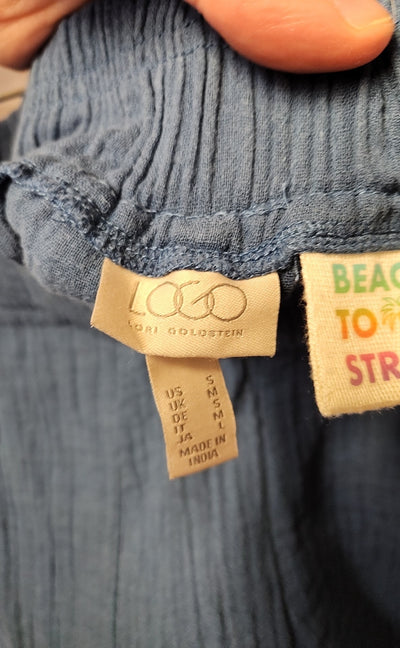 LOGO
LORI GOLDSTEIN
US S
UK M
DE S
IT M
JA L
MADE IN
INDIA
BEAC
TO
STR